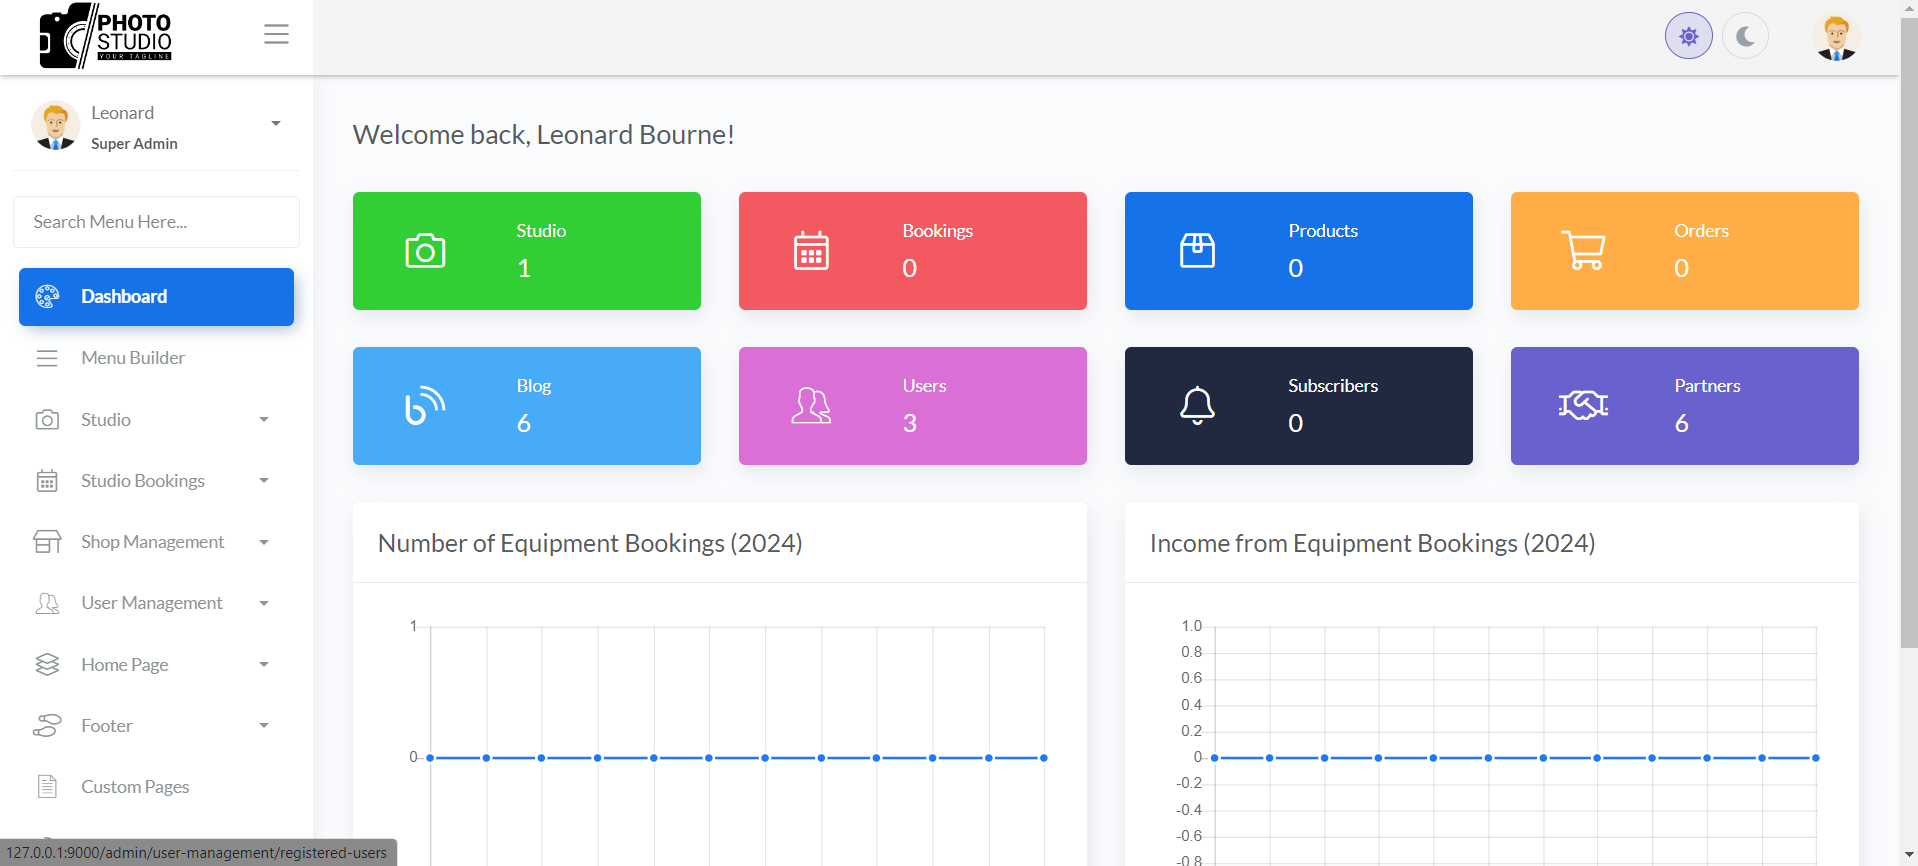 PHOTO
STUDIO
YOUR TAGLINE
Leonard
Super Admin
Search Menu Here...
Dashboard
Menu Builder
Studio
Studio Bookings
Shop Management
User Management
Home Page
Footer
Custom Pages
127.0.0.1:9000/admin/user-management/registered-users
Welcome back, Leonard Bourne!
Studio
1
Bookings
0
Products
0
Orders
0
Blog
6
Users
3
Subscribers
0
Partners
6
Number of Equipment Bookings (2024)
1
0
Income from Equipment Bookings (2024)
1.0
0.8
0.6
0.4
0.2
0
-0.2
-0.4
-0.6
-0.8